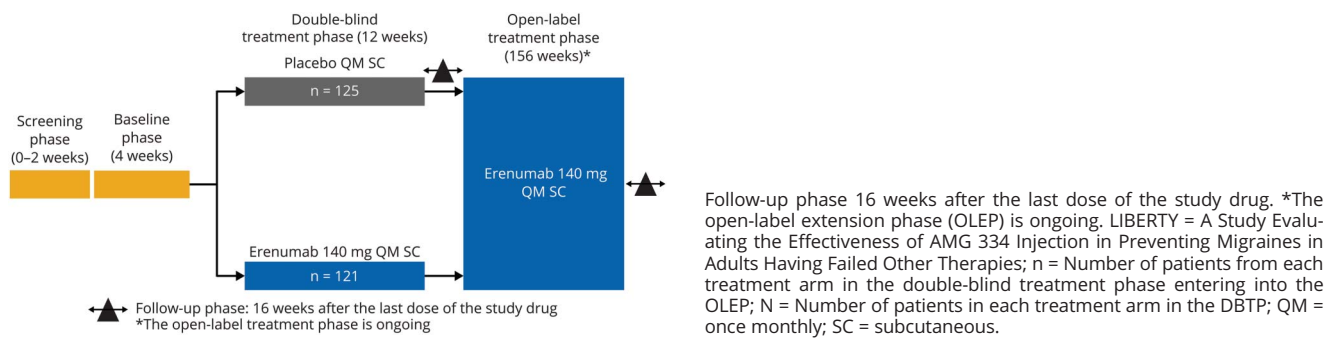 Double-blind
treatment phase (12 weeks)
Placebo QM SC
n = 125
Open-label
treatment phase
(156 weeks)*
Screening
phase
(0–2 weeks)
Baseline
phase
(4 weeks)
Erenumab 140 mg
QM SC
Erenumab 140 mg QM SC
n = 121
Follow-up phase: 16 weeks after the last dose of the study drug
*The open-label treatment phase is ongoing
Follow-up phase 16 weeks after the last dose of the study drug. *The
open-label extension phase (OLEP) is ongoing. LIBERTY = A Study Evalu-
ating the Effectiveness of AMG 334 Injection in Preventing Migraines in
Adults Having Failed Other Therapies; n = Number of patients from each
treatment arm in the double-blind treatment phase entering into the
OLEP; N = Number of patients in each treatment arm in the DBTP; QM =
once monthly; SC = subcutaneous.